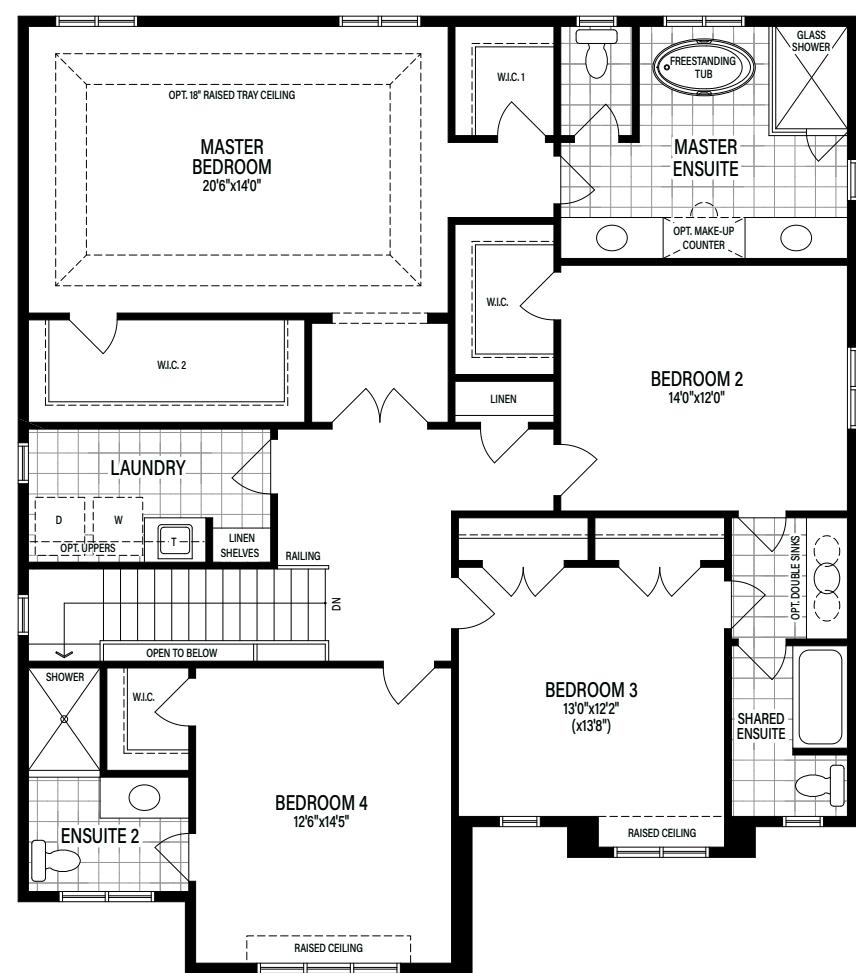 GLASS
SHOWER
FREESTANDING
TUB
W.I.C. 1
OPT. 18" RAISED TRAY CEILING
MASTER
BEDROOM
20'6"x14'0"
MASTER
ENSUITE
OPT. MAKE-UP
COUNTER
W.I.C.
W.I.C. 2
BEDROOM 2
14'0"x12'0"
LINEN
LAUNDRY
D
W
T
OPT. UPPERS
LINEN
SHELVES
RAILING
OPT. DOUBLE SINKS
DN
OPEN TO BELOW
SHOWER
W.I.C.
BEDROOM 3
13'0"x12'2"
(x13'8")
SHARED
ENSUITE
BEDROOM 4
12'6"x14'5"
ENSUITE 2
RAISED CEILING
RAISED CEILING